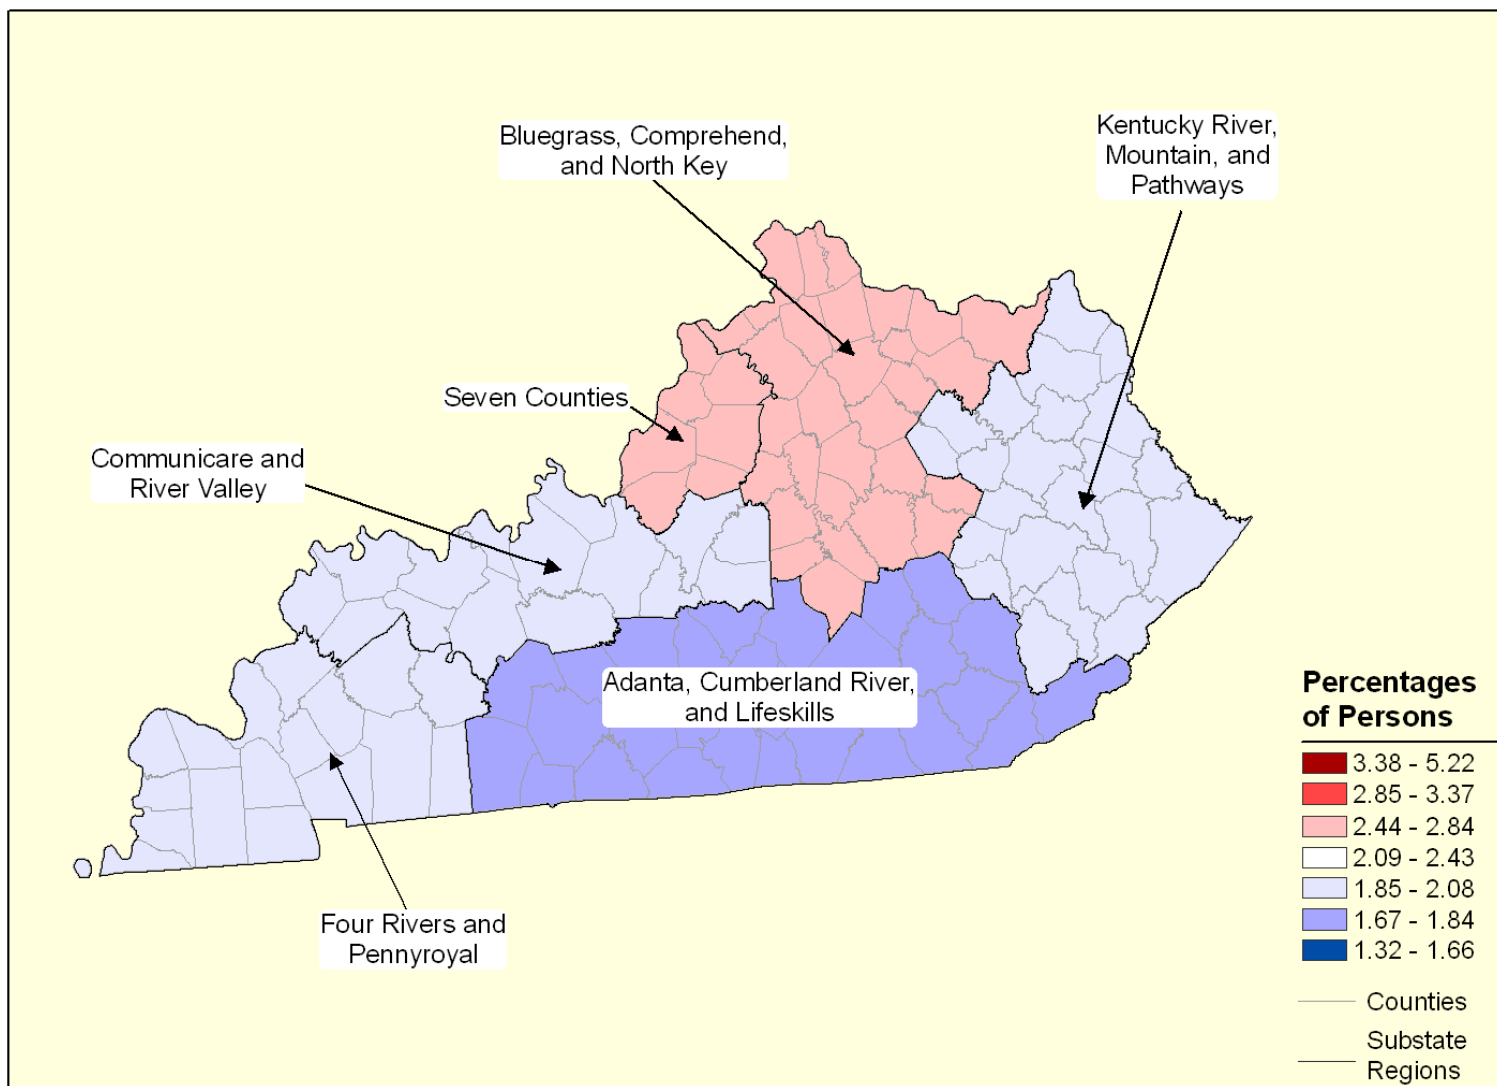 Bluegrass, Comprehend,
and North Key
Kentucky River,
Mountain, and
Pathways
Seven Counties
Communicare and
River Valley
Adanta, Cumberland River,
and Lifeskills
Four Rivers and
Pennyroyal
Percentages
of Persons
3.38 - 5.22
2.85 - 3.37
2.44 - 2.84
2.09 - 2.43
1.85 - 2.08
1.67 - 1.84
1.32 - 1.66
Counties
Substate
Regions